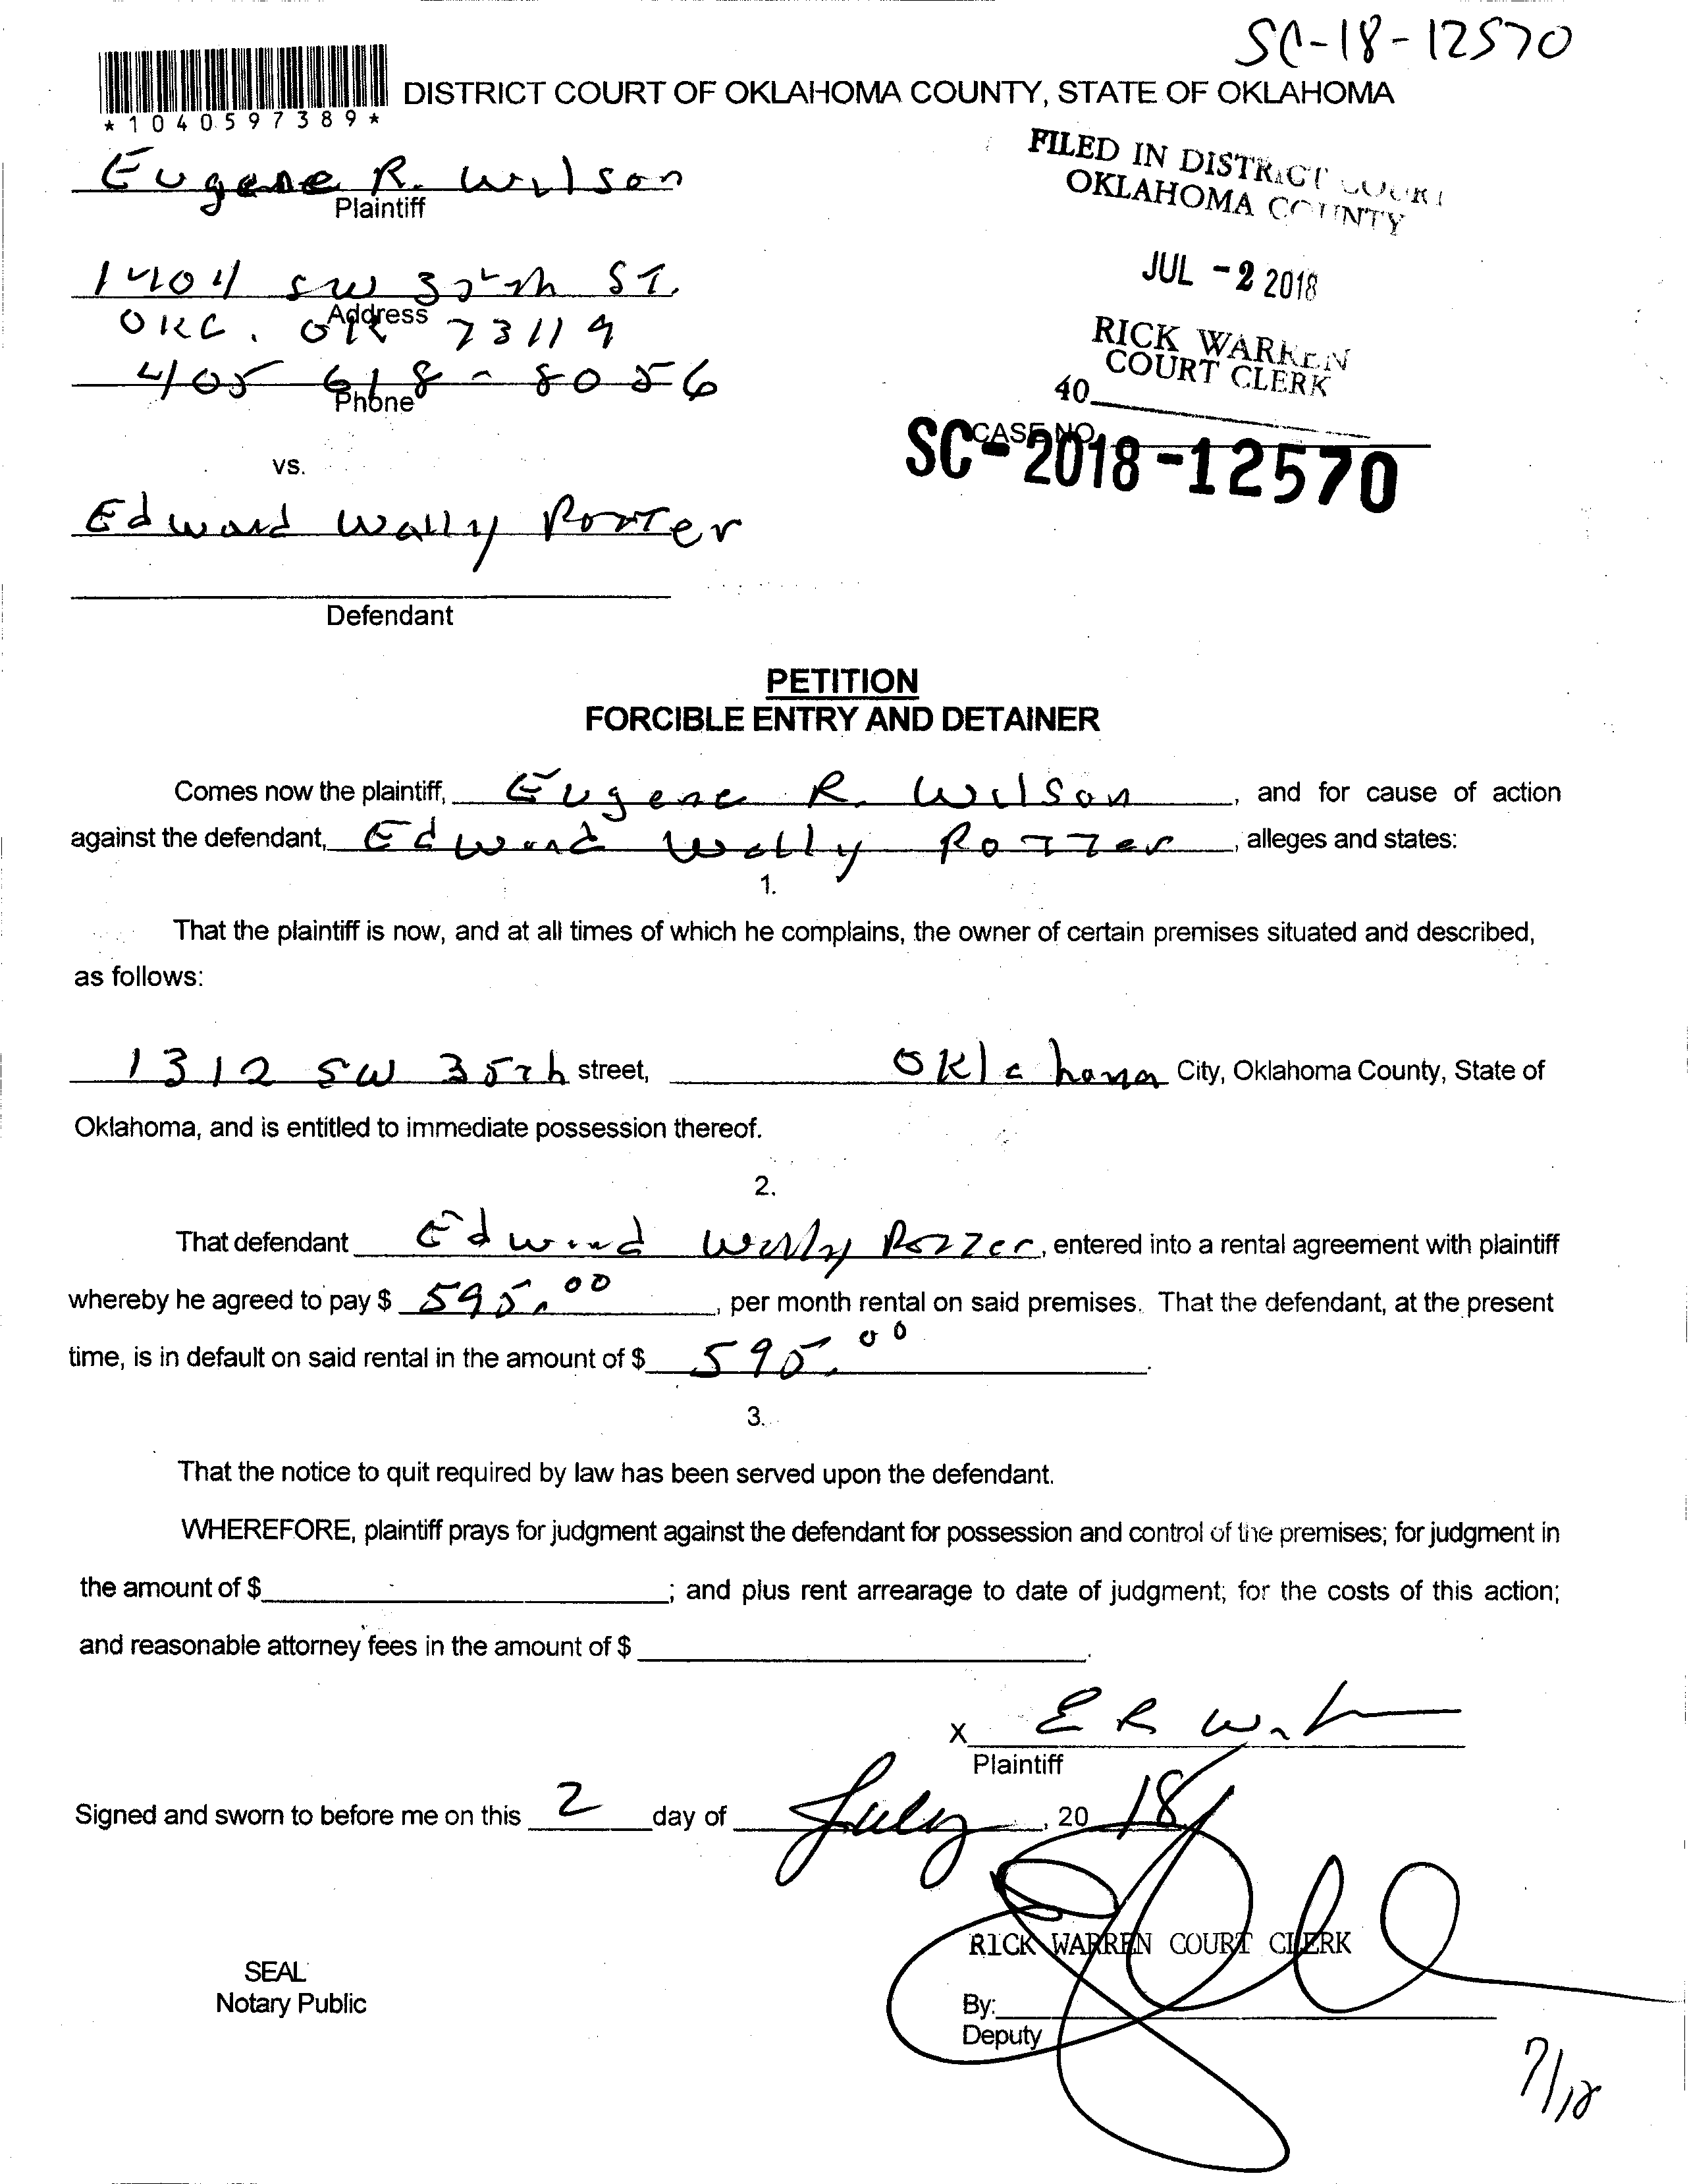 SC-18-12570
*1040597389*
DISTRICT COURT OF OKLAHOMA COUNTY, STATE OF OKLAHOMA
FILED IN DISTRICT COURT
OKLAHOMA COUNTY
JUL -2 2018
RICK WARREN
COURT CLERK
40
Eugene R. Wilson
Plaintiff
1404 SW 35th ST.
Address
OKC. OK 73119
405 618-8056
Phone
CASE NO.
SC-2018-12570
vs.
Edward Wally
Defendant
PETITION
FORCIBLE ENTRY AND DETAINER
Comes now the plaintiff, Eugene R. Wilson, and for cause of action
against the defendant, Edward Wally, alleges and states:
1.
That the plaintiff is now, and at all times of which he complains, the owner of certain premises situated and described,
as follows:
1312 SW 35th street, Oklahoma City, Oklahoma County, State of
Oklahoma, and is entitled to immediate possession thereof.
2.
That defendant Edward Wally, entered into a rental agreement with plaintiff
whereby he agreed to pay $ 595.00, per month rental on said premises. That the defendant, at the present
time, is in default on said rental in the amount of $ 595.00.
3.
That the notice to quit required by law has been served upon the defendant.
WHEREFORE, plaintiff prays for judgment against the defendant for possession and control of the premises; for judgment in
the amount of $ ; and plus rent arrearage to date of judgment; for the costs of this action;
and reasonable attorney fees in the amount of $ .
X E R
Plaintiff
Signed and sworn to before me on this 2 day of July, 20 18
RICK WARREN COURT CLERK
SEAL
Notary Public
By:
Deputy
7/18